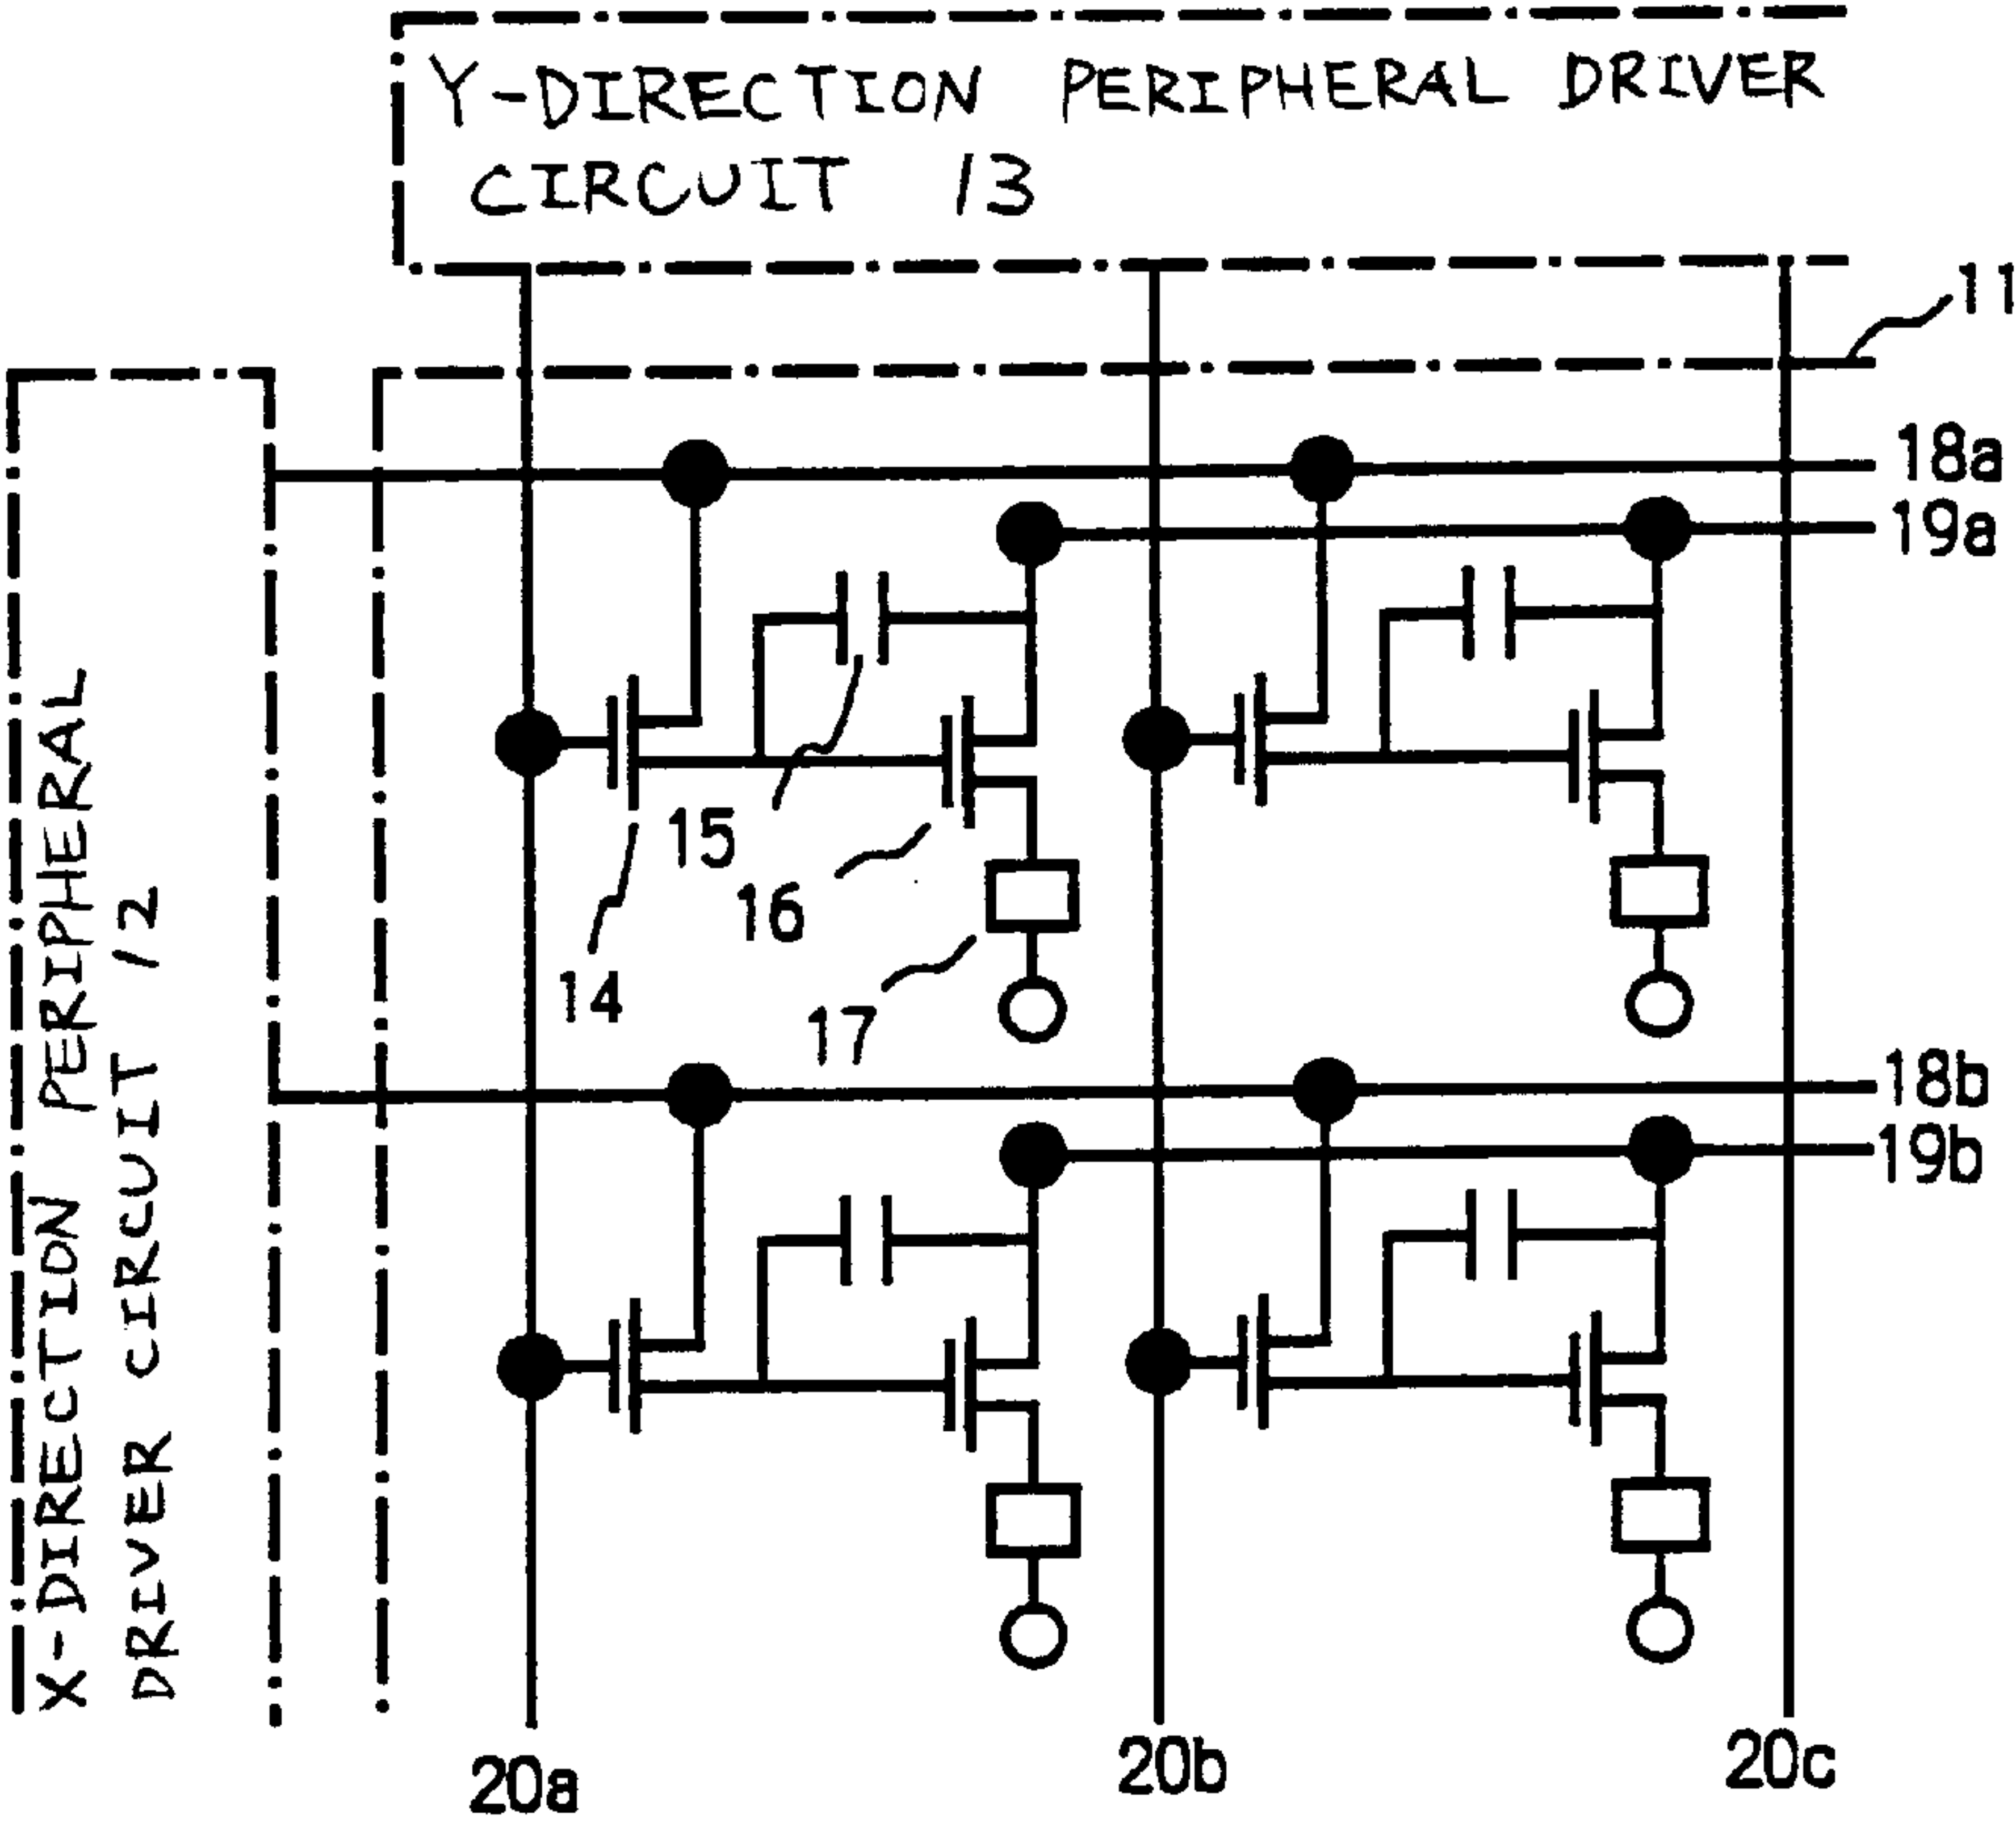 Y-DIRECTION PERIPHERAL DRIVER
CIRCUIT 13
11
18a
19a
X-DIRECTION PERIPHERAL
DRIVER CIRCUIT 12
15
16
14
17
18b
19b
20a
20b
20c